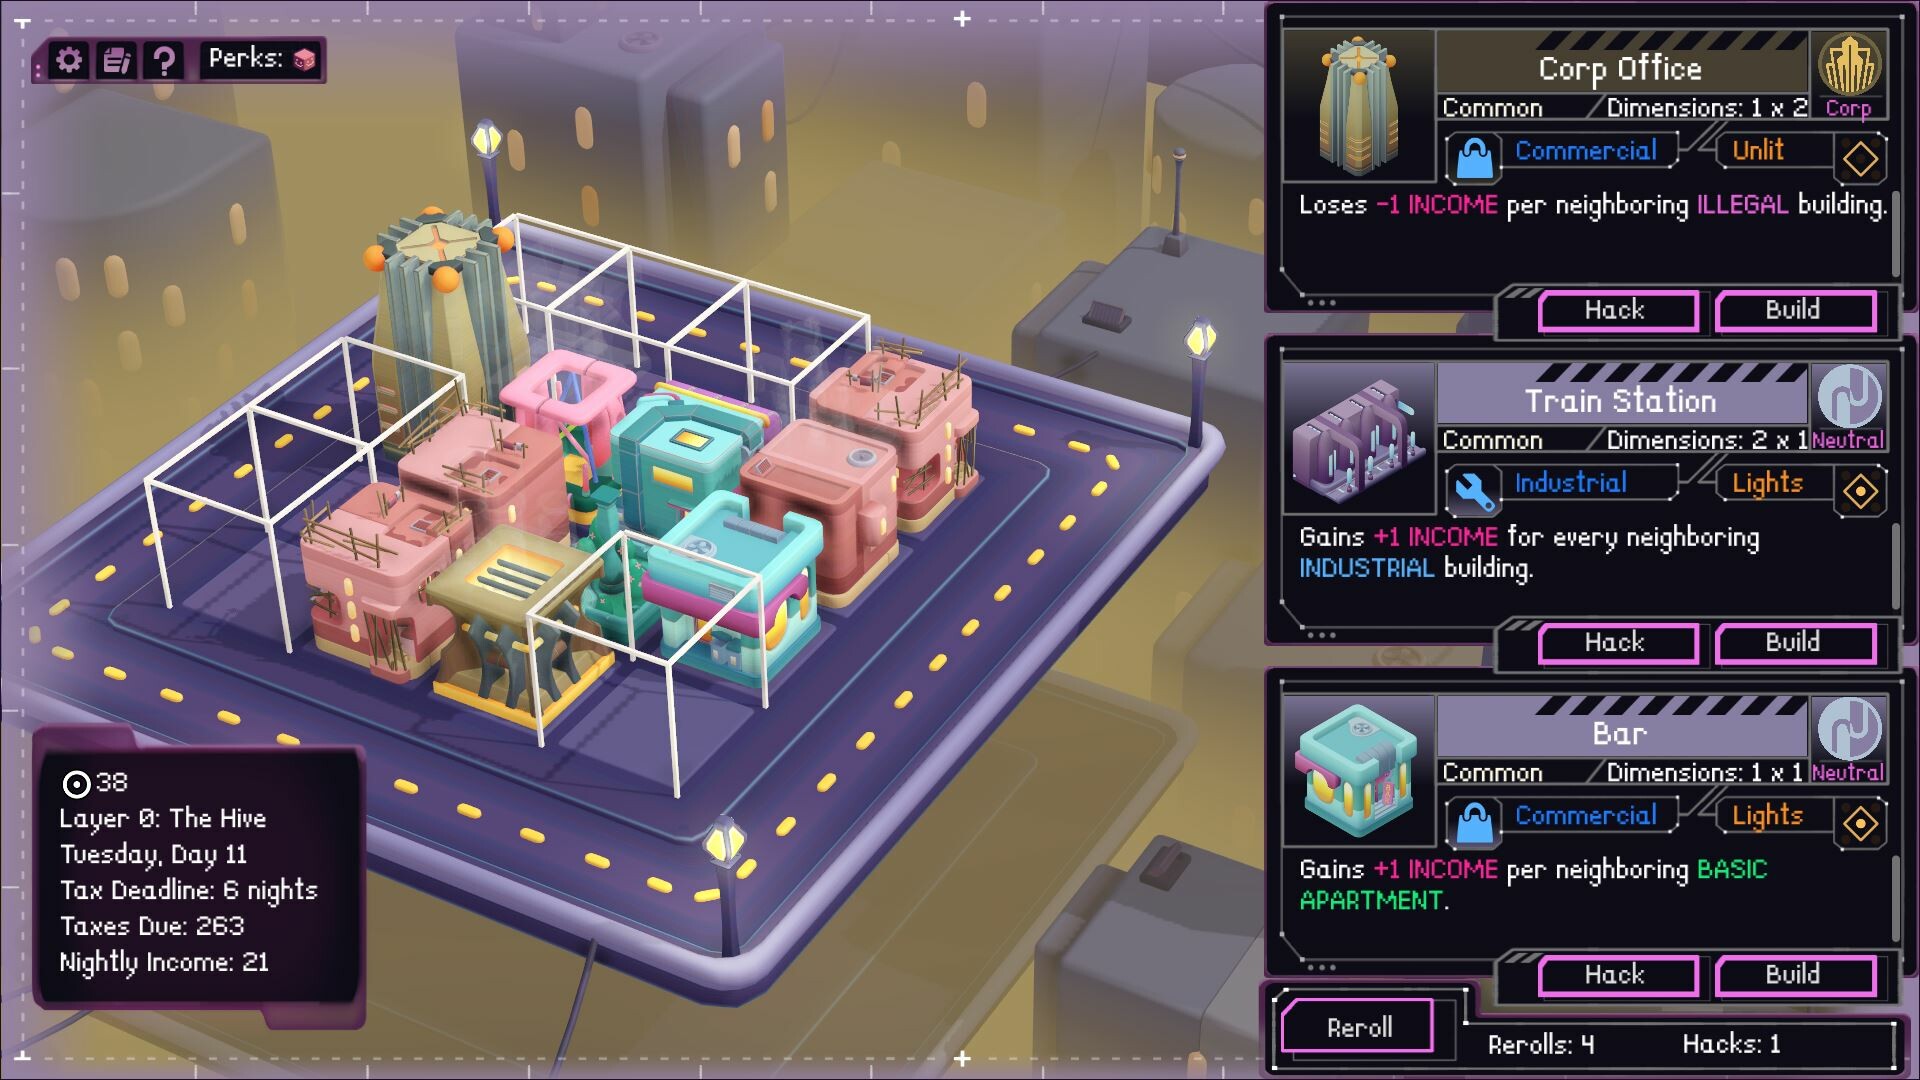 Perks:
38
Layer 0: The Hive
Tuesday, Day 11
Tax Deadline: 6 nights
Taxes Due: 263
Nightly Income: 21
Corp Office
Common
Dimensions: 1 x 2
Corp
Commercial
Unlit
Loses -1 INCOME per neighboring ILLEGAL building.
Hack
Build
Train Station
Common
Dimensions: 2 x 1
Neutral
Industrial
Lights
Gains +1 INCOME for every neighboring
INDUSTRIAL building.
Hack
Build
Bar
Common
Dimensions: 1 x 1
Neutral
Commercial
Lights
Gains +1 INCOME per neighboring BASIC
APARTMENT.
Hack
Build
Reroll
Rerolls: 4
Hacks: 1